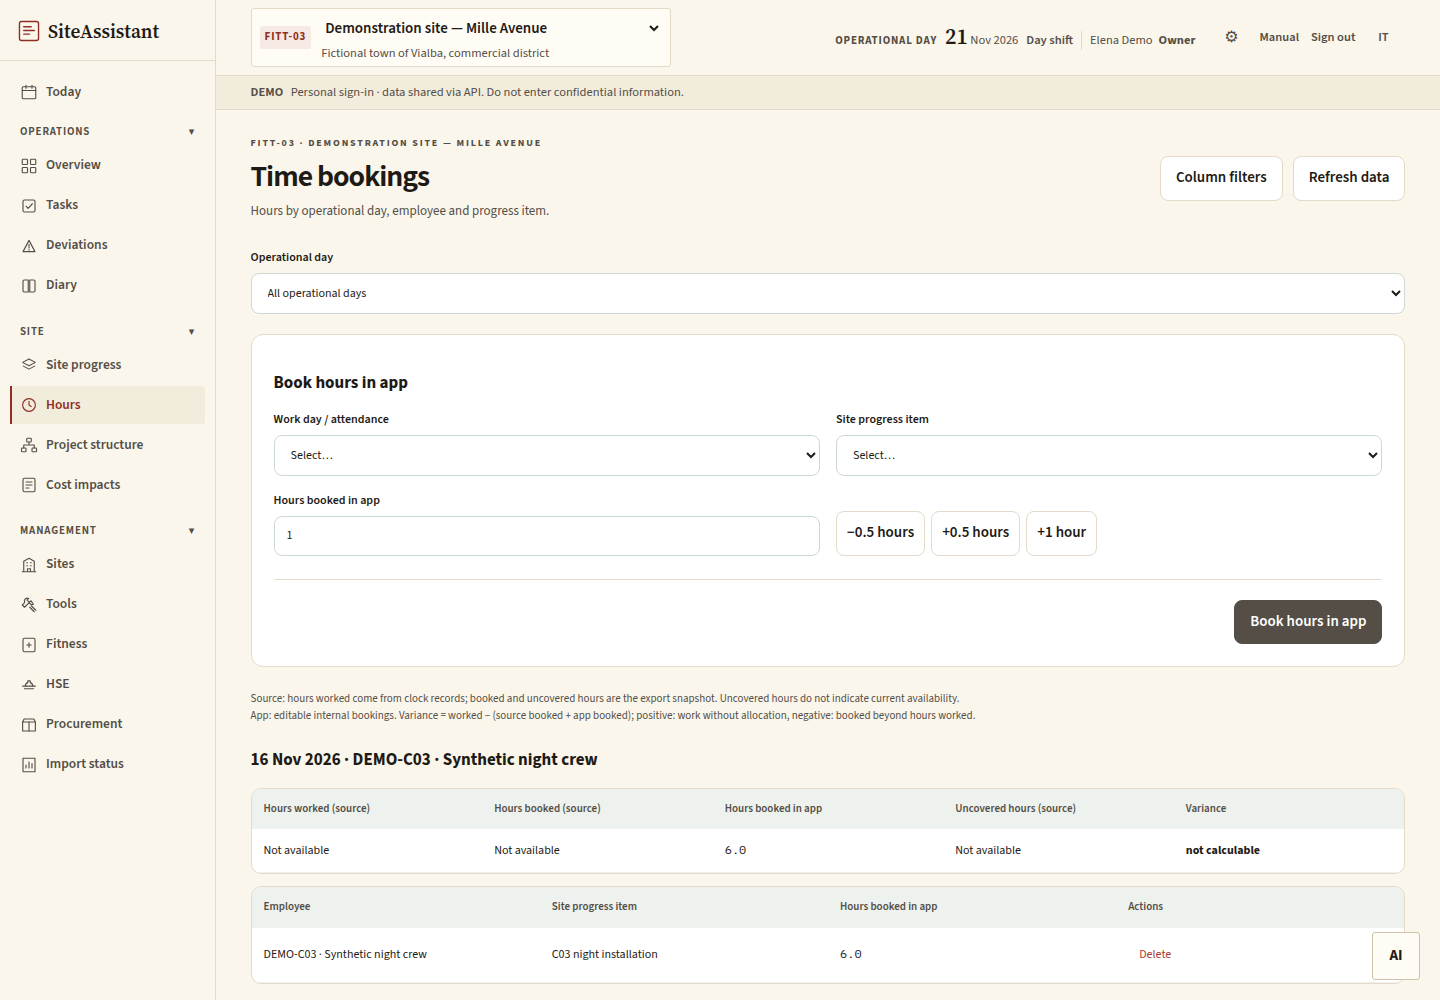 SiteAssistant
FITT-03
Demonstration site — Mille Avenue
Fictional town of Vialba, commercial district
OPERATIONAL DAY 21 Nov 2026 Day shift Elena Demo Owner
Manual Sign out IT
DEMO Personal sign-in · data shared via API. Do not enter confidential information.
Today
OPERATIONS
Overview
Tasks
Deviations
Diary
SITE
Site progress
Hours
Project structure
Cost impacts
MANAGEMENT
Sites
Tools
Fitness
HSE
Procurement
Import status
FITT-03 · DEMONSTRATION SITE — MILLE AVENUE
Time bookings
Hours by operational day, employee and progress item.
Column filters
Refresh data
Operational day
All operational days
Book hours in app
Work day / attendance
Site progress item
Select...
Select...
Hours booked in app
1
−0.5 hours
+0.5 hours
+1 hour
Book hours in app
Source: hours worked come from clock records; booked and uncovered hours are the export snapshot. Uncovered hours do not indicate current availability.
App: editable internal bookings. Variance = worked − (source booked + app booked); positive: work without allocation, negative: booked beyond hours worked.
16 Nov 2026 · DEMO-C03 · Synthetic night crew
Hours worked (source) Hours booked (source) Hours booked in app Uncovered hours (source) Variance
Not available Not available 6.0 Not available not calculable
Employee Site progress item Hours booked in app Actions
DEMO-C03 · Synthetic night crew C03 night installation 6.0 Delete
AI